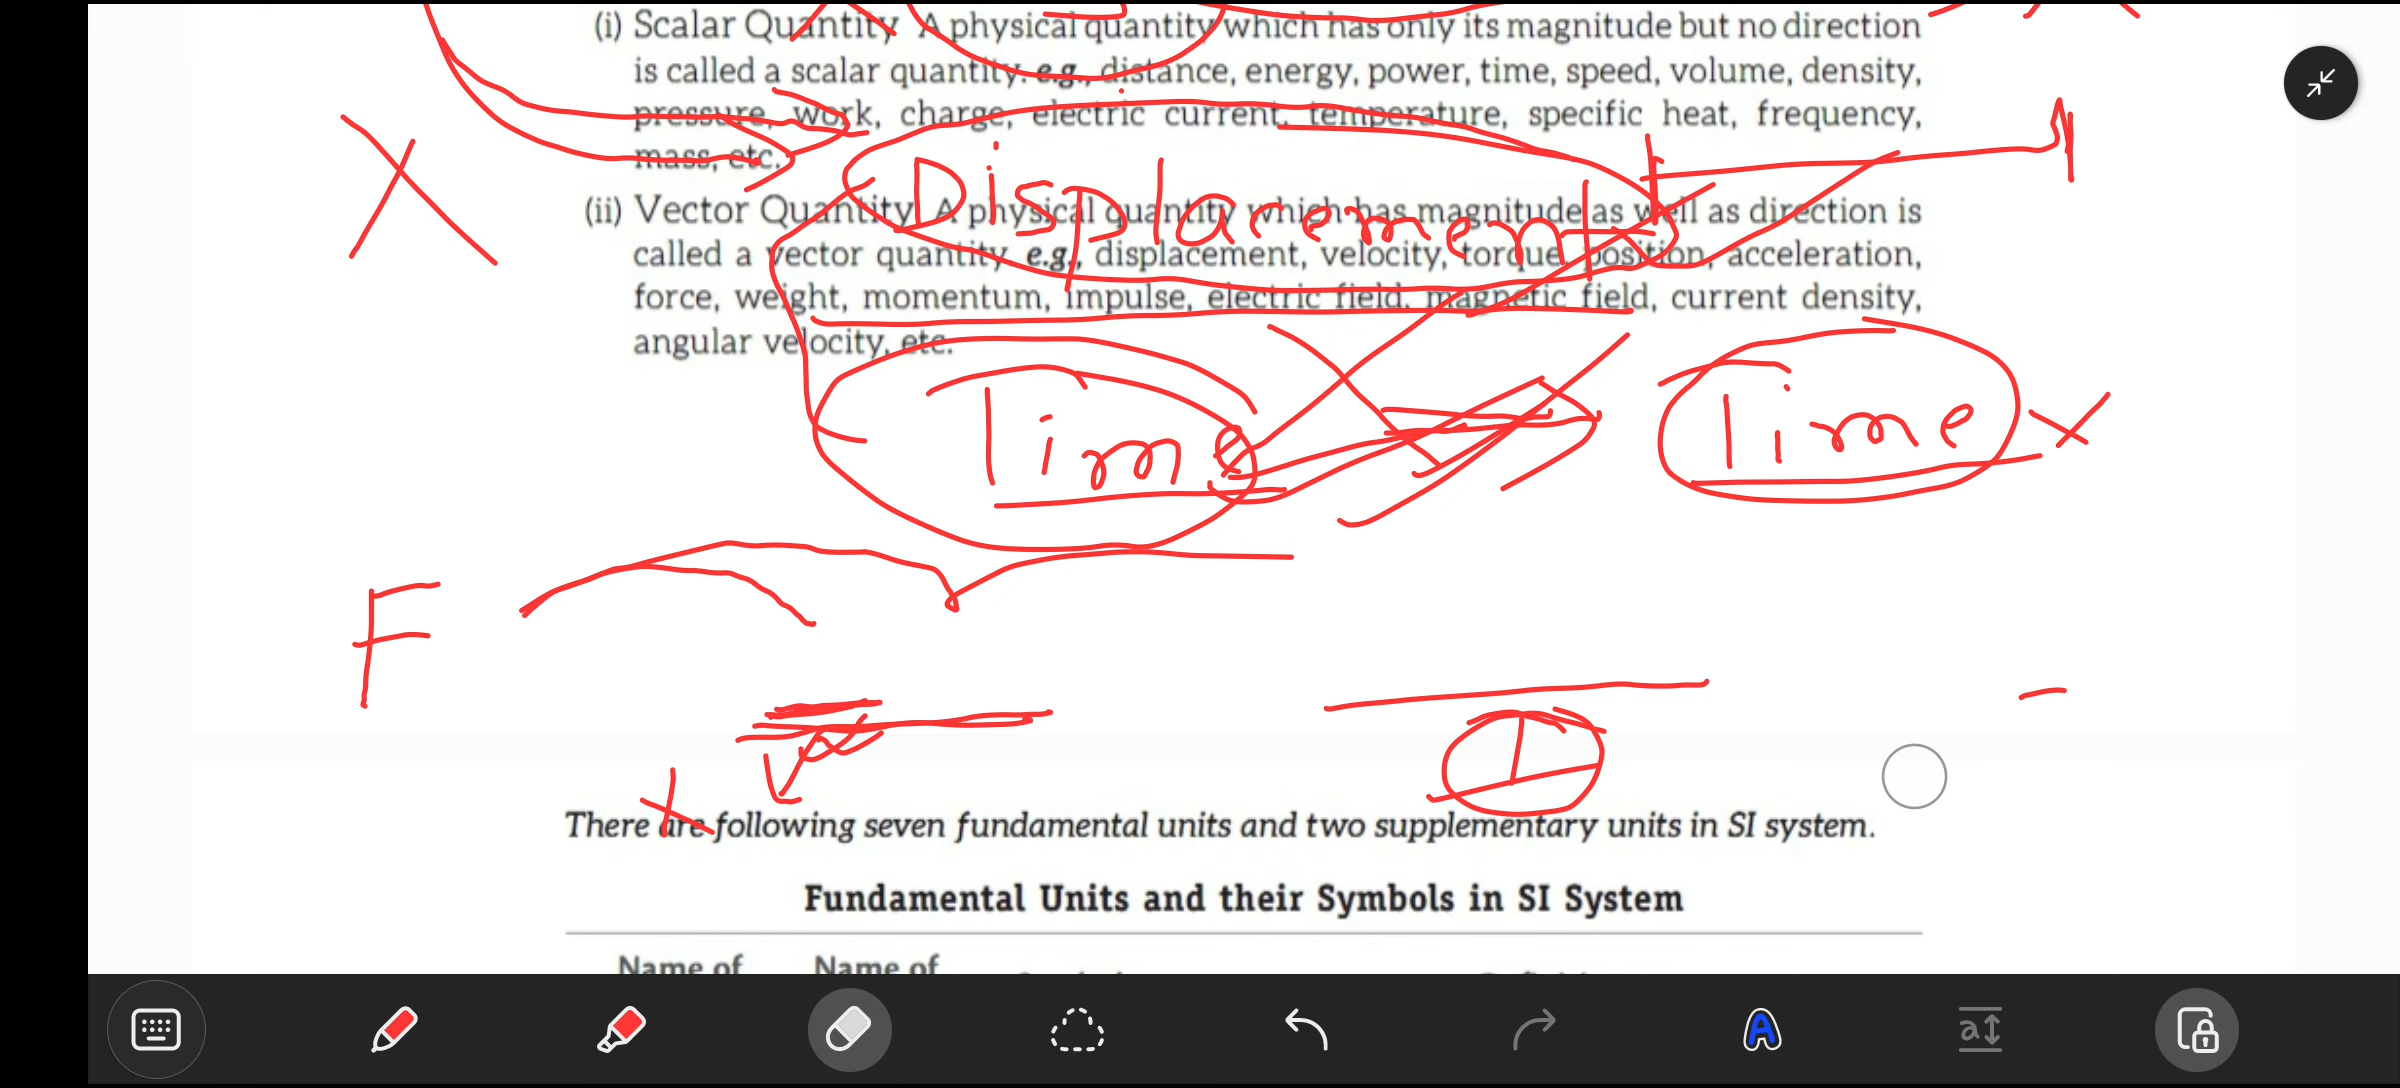 (i) Scalar Quantity A physical quantity which has only its magnitude but no direction
is called a scalar quantity. e.g., distance, energy, power, time, speed, volume, density,
pressure, work, charge, electric current, temperature, specific heat, frequency,
mass, etc.
Displacement
(ii) Vector Quantity A physical quantity which has magnitude as well as direction is
called a vector quantity e.g., displacement, velocity, torque, position, acceleration,
force, weight, momentum, impulse, electric field, magnetic field, current density,
angular velocity, etc.
Time
Time
F
There are following seven fundamental units and two supplementary units in SI system.
Fundamental Units and their Symbols in SI System
Name of Name of